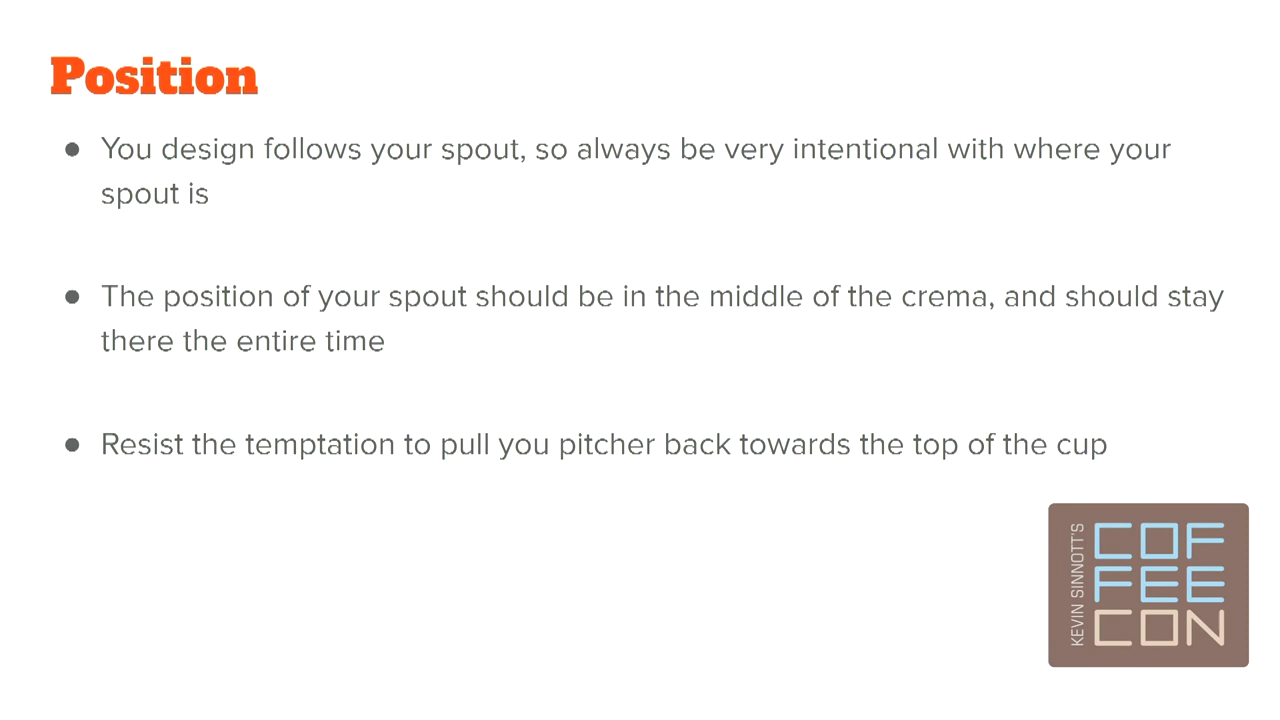 Position
● You design follows your spout, so always be very intentional with where your
spout is
● The position of your spout should be in the middle of the crema, and should stay
there the entire time
● Resist the temptation to pull you pitcher back towards the top of the cup
KEVIN SINNOTT'S
COF
FEE
CON